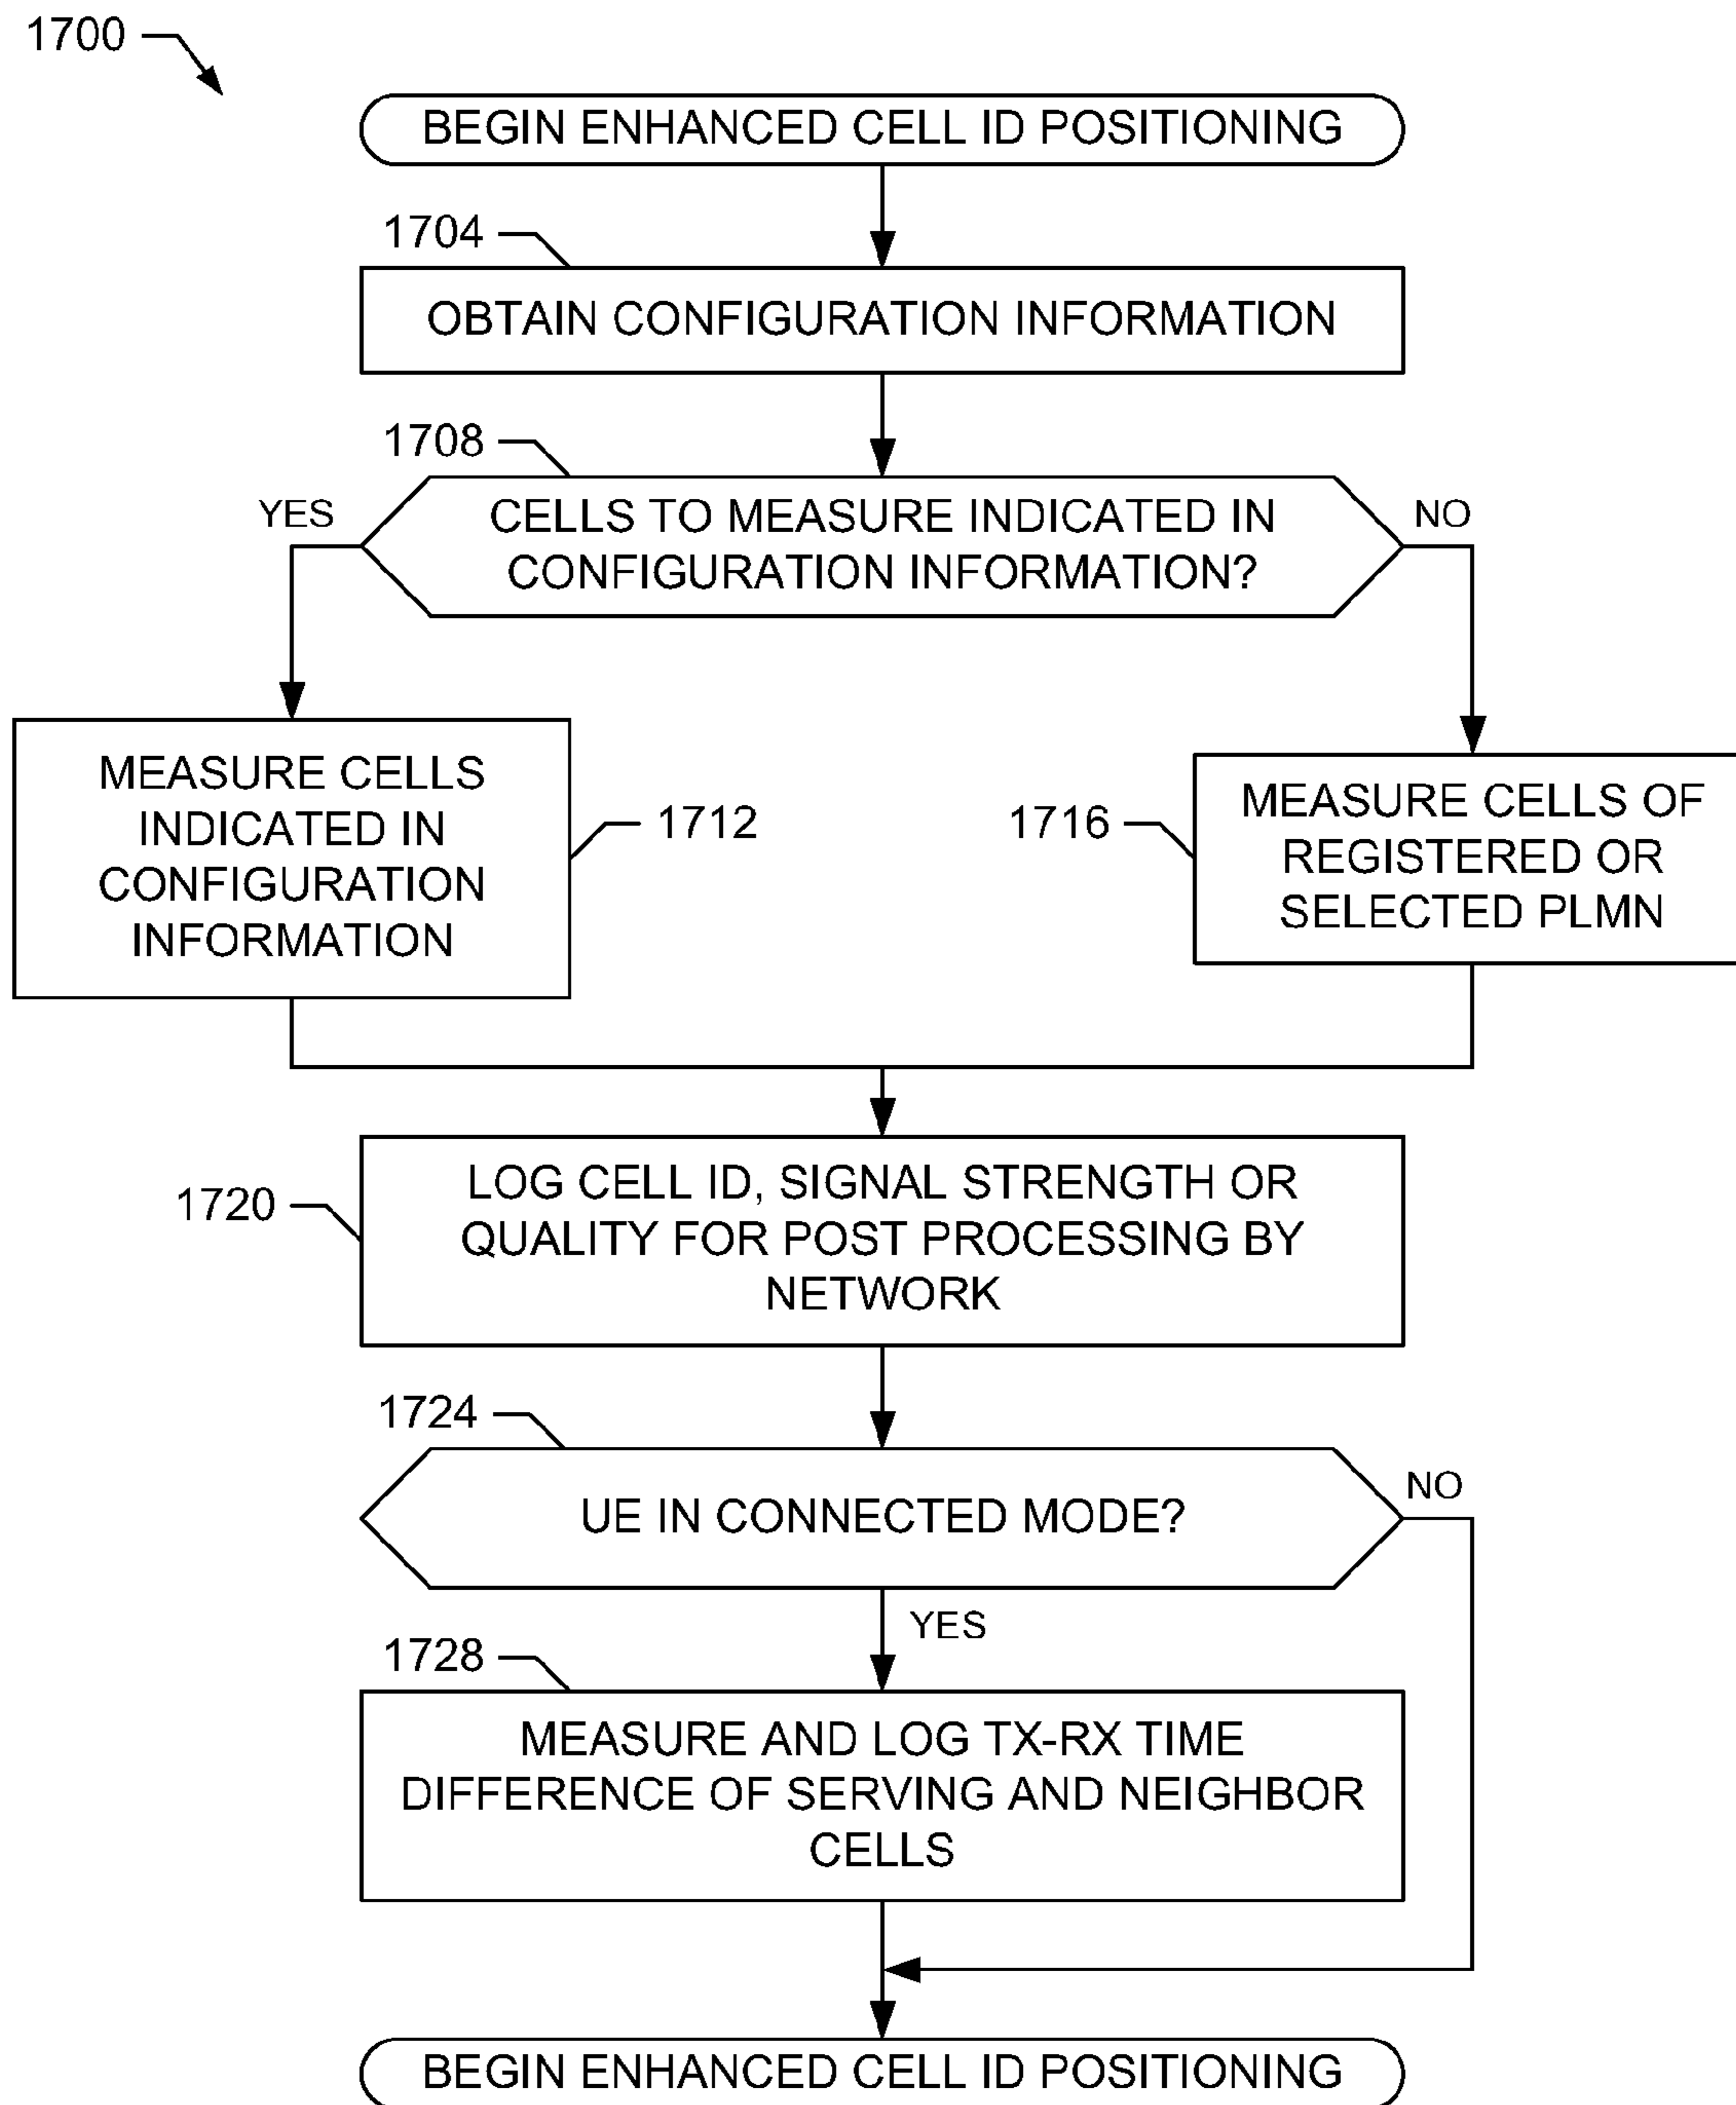 1700
BEGIN ENHANCED CELL ID POSITIONING
1704
OBTAIN CONFIGURATION INFORMATION
1708
YES
CELLS TO MEASURE INDICATED IN
CONFIGURATION INFORMATION?
NO
MEASURE CELLS
INDICATED IN
CONFIGURATION
INFORMATION
1712
1716
MEASURE CELLS OF
REGISTERED OR
SELECTED PLMN
1720
LOG CELL ID, SIGNAL STRENGTH OR
QUALITY FOR POST PROCESSING BY
NETWORK
1724
UE IN CONNECTED MODE?
NO
YES
1728
MEASURE AND LOG TX-RX TIME
DIFFERENCE OF SERVING AND NEIGHBOR
CELLS
BEGIN ENHANCED CELL ID POSITIONING